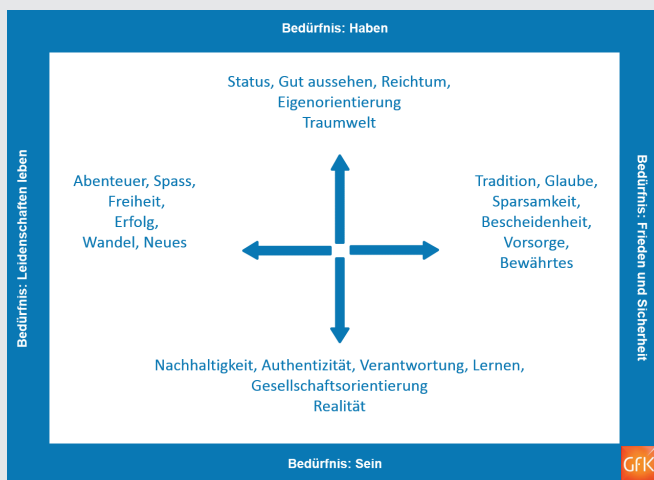 Bedürfnis: Haben
Status, Gut aussehen, Reichtum,
Eigenorientierung
Traumwelt
Bedürfnis: Leidenschaften leben
Abenteuer, Spass,
Freiheit,
Erfolg,
Wandel, Neues
Tradition, Glaube,
Sparsamkeit,
Bescheidenheit,
Vorsorge,
Bewährtes
Bedürfnis: Frieden und Sicherheit
Nachhaltigkeit, Authentizität, Verantwortung, Lernen,
Gesellschaftsorientierung
Realität
Bedürfnis: Sein
GfK